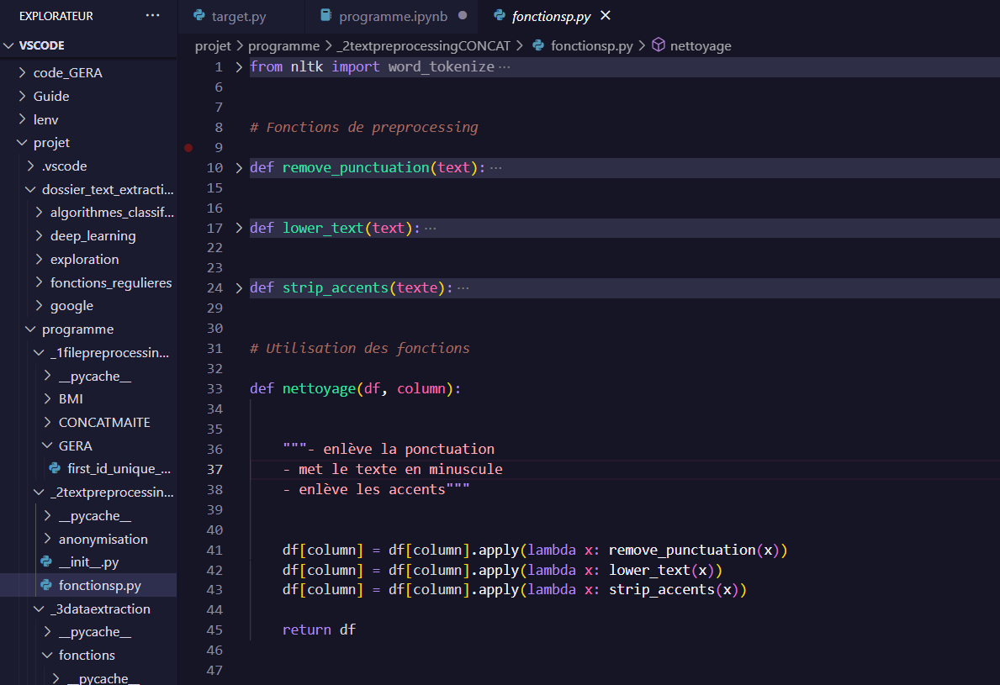 EXPLORATEUR ···
VSCODE
code_GERA
Guide
lenv
projet
.vscode
dossier_text_extracti...
algorithmes_classif...
deep_learning
exploration
fonctions_regulieres
google
programme
_1filepreprocessin...
__pycache__
BMI
CONCATMAITE
GERA
first_id_unique_...
_2textpreprocessin...
__pycache__
anonymisation
__init__.py
fonctionsp.py
_3dataextraction
__pycache__
fonctions
__pycache__
target.py programme.ipynb fonctionsp.py
projet > programme > _2textpreprocessingCONCAT > fonctionsp.py > nettoyage
1 from nltk import word_tokenize ···
6
7
8 # Fonctions de preprocessing
9
10 def remove_punctuation(text): ···
15
16
17 def lower_text(text): ···
22
23
24 def strip_accents(texte): ···
29
30
31 # Utilisation des fonctions
32
33 def nettoyage(df, column):
34
35
36 """- enlève la ponctuation
37 - met le texte en minuscule
38 - enlève les accents"""
39
40
41 df[column] = df[column].apply(lambda x: remove_punctuation(x))
42 df[column] = df[column].apply(lambda x: lower_text(x))
43 df[column] = df[column].apply(lambda x: strip_accents(x))
44
45 return df
46
47